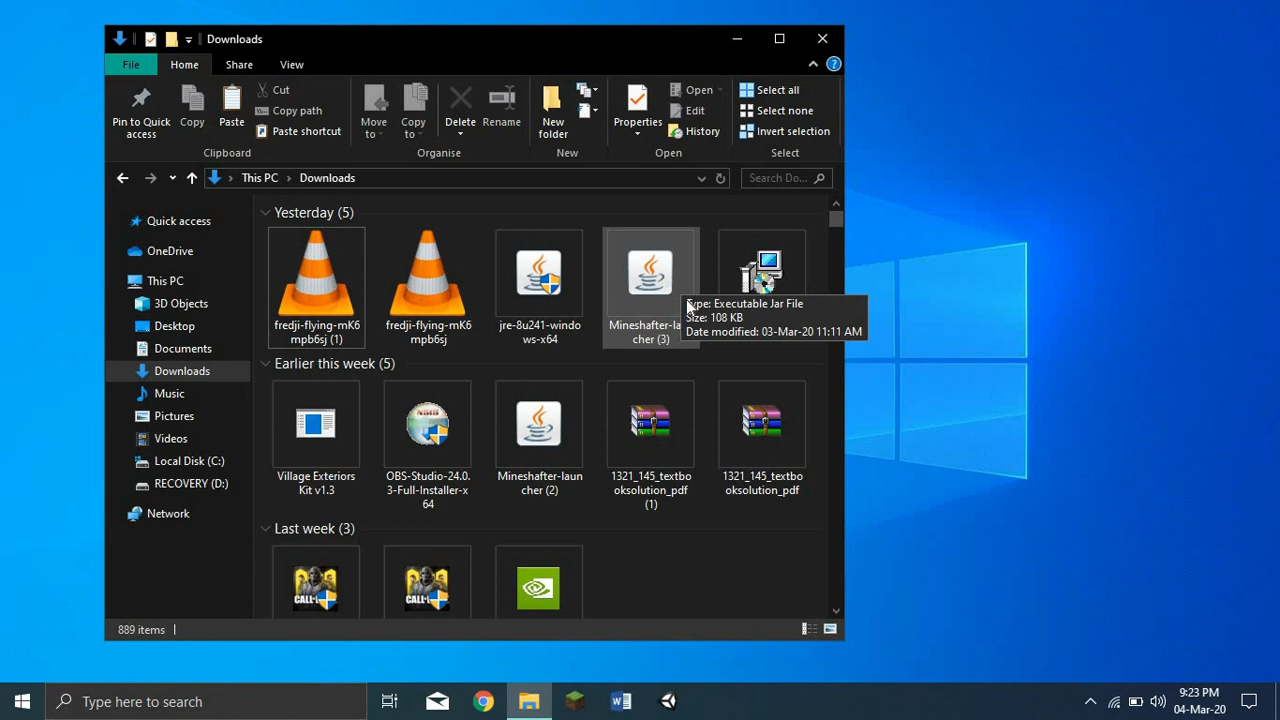 Downloads
File
Home
Share
View
Pin to Quick
access
Copy
Paste
Cut
Copy path
Paste shortcut
Clipboard
Move
to
Copy
to
Delete
Rename
Organise
New
folder
New
Properties
Open
Edit
History
Open
Select all
Select none
Invert selection
Select
This PC
Downloads
Search Do...
Quick access
OneDrive
This PC
3D Objects
Desktop
Documents
Downloads
Music
Pictures
Videos
Local Disk (C:)
RECOVERY (D:)
Network
Yesterday (5)
fredji-flying-mK6
mpb6sj (1)
fredji-flying-mK6
mpb6sj
jre-8u241-windo
ws-x64
Mineshafter-la
cher (3)
Type: Executable Jar File
Size: 108 KB
Date modified: 03-Mar-20 11:11 AM
Earlier this week (5)
Village Exteriors
Kit v1.3
NSIS
OBS-Studio-24.0.
3-Full-Installer-x
64
Mineshafter-laun
cher (2)
1321_145_textbo
oksolution_pdf
(1)
1321_145_textbo
oksolution_pdf
Last week (3)
CALL
CALL
889 items
Type here to search
9:23 PM
04-Mar-20